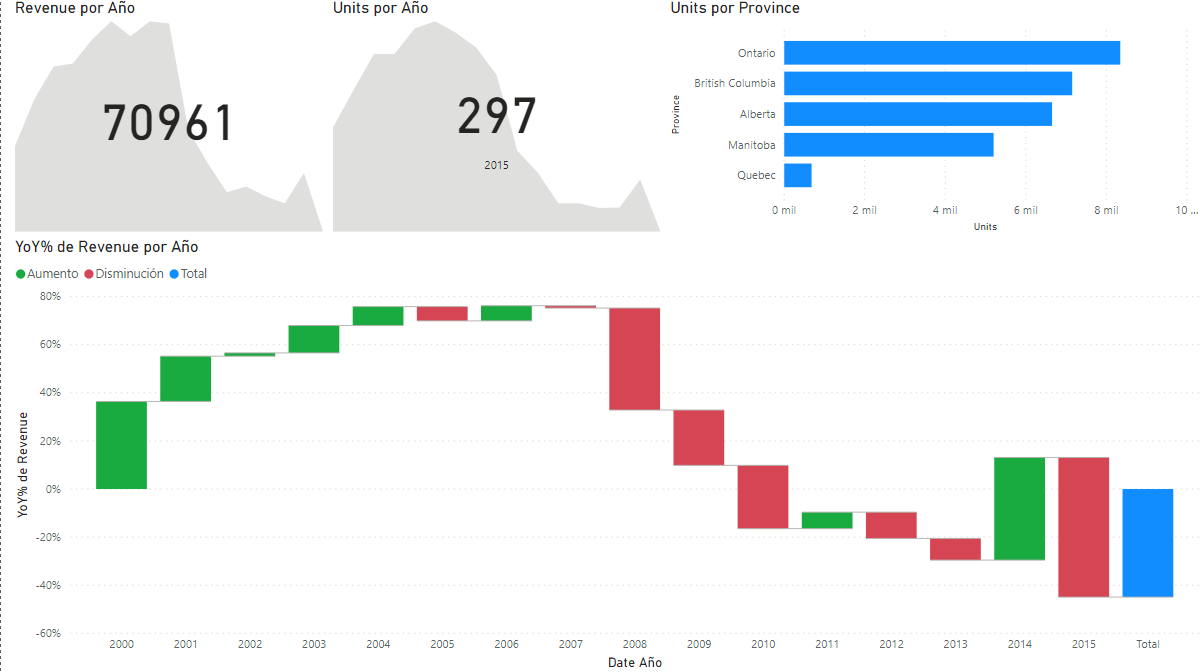 Revenue por Año
70961
Units por Año
297
2015
Units por Province
Province
Ontario
British Columbia
Alberta
Manitoba
Quebec
0 mil 2 mil 4 mil 6 mil 8 mil 10 ...
Units
YoY% de Revenue por Año
Aumento Disminución Total
YoY% de Revenue
80%
60%
40%
20%
0%
-20%
-40%
-60%
2000 2001 2002 2003 2004 2005 2006 2007 2008 2009 2010 2011 2012 2013 2014 2015 Total
Date Año